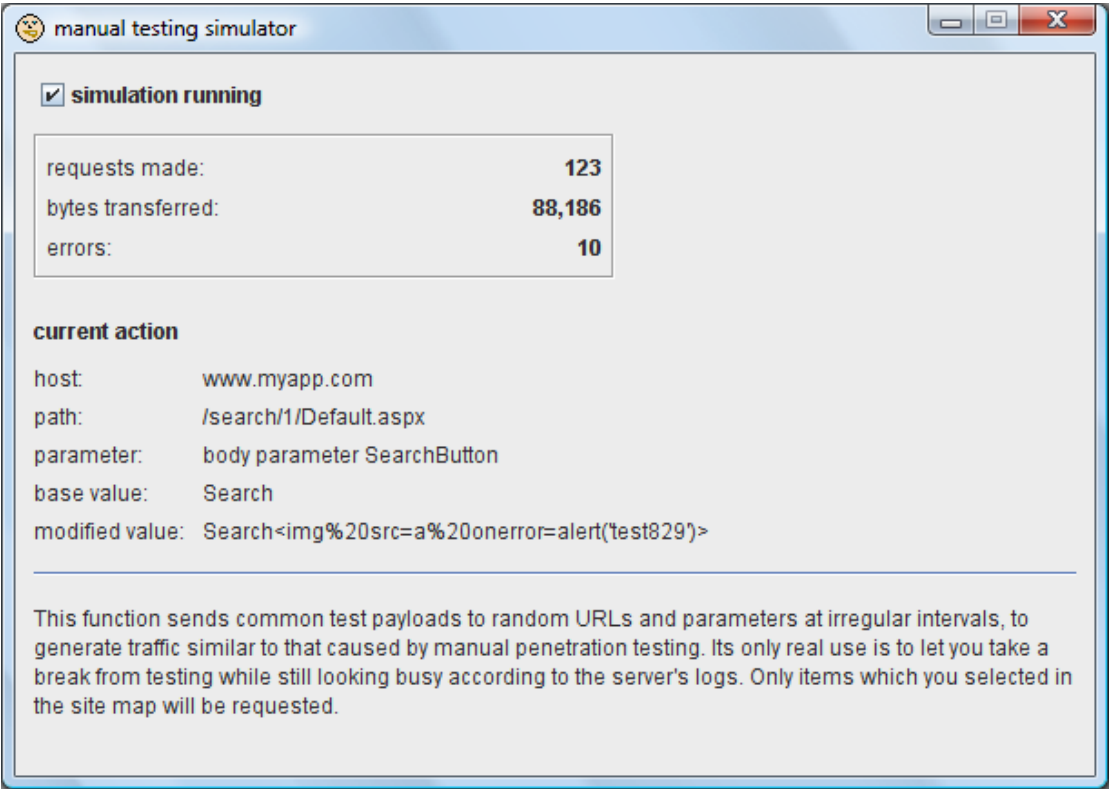 manual testing simulator
simulation running
requests made: 123
bytes transferred: 88,186
errors: 10
current action
host: www.myapp.com
path: /search/1/Default.aspx
parameter: body parameter SearchButton
base value: Search
modified value: Search<img%20src=a%20onerror=alert('test829')>
This function sends common test payloads to random URLs and parameters at irregular intervals, to
generate traffic similar to that caused by manual penetration testing. Its only real use is to let you take a
break from testing while still looking busy according to the server's logs. Only items which you selected in
the site map will be requested.